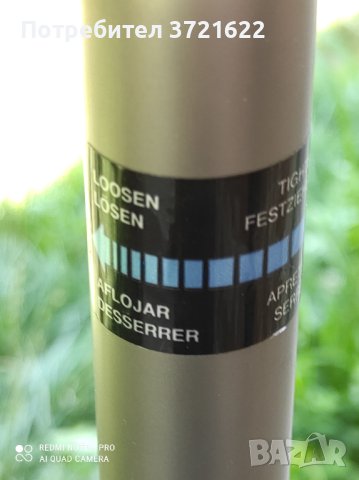 Потребител 3721622
LOOSEN
LÖSEN
AFLOJAR
DESSERRER
TIGH
FESTZIE
APRE
SER
REDMI NOTE 8 PRO
AI QUAD CAMERA
BAZAR